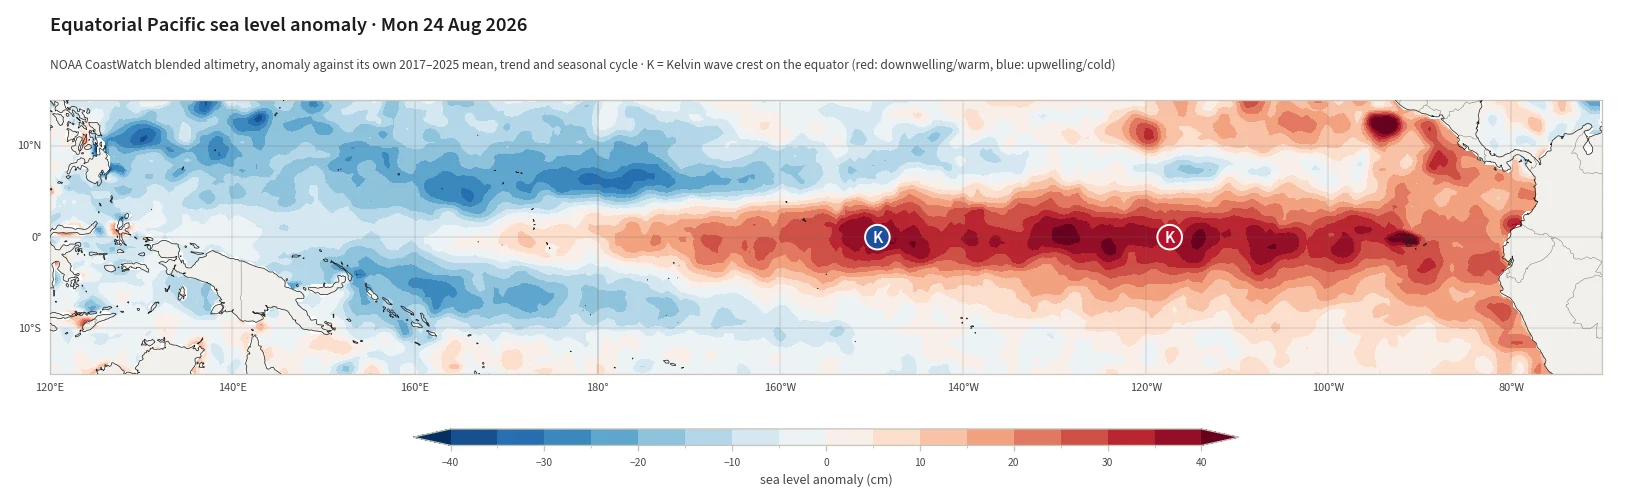 Equatorial Pacific sea level anomaly · Mon 24 Aug 2026
NOAA CoastWatch blended altimetry, anomaly against its own 2017–2025 mean, trend and seasonal cycle · K = Kelvin wave crest on the equator (red: downwelling/warm, blue: upwelling/cold)
10°N
0°
K
K
10°S
120°E 140°E 160°E 180° 160°W 140°W 120°W 100°W 80°W
−40 −30 −20 −10 0 10 20 30 40
sea level anomaly (cm)